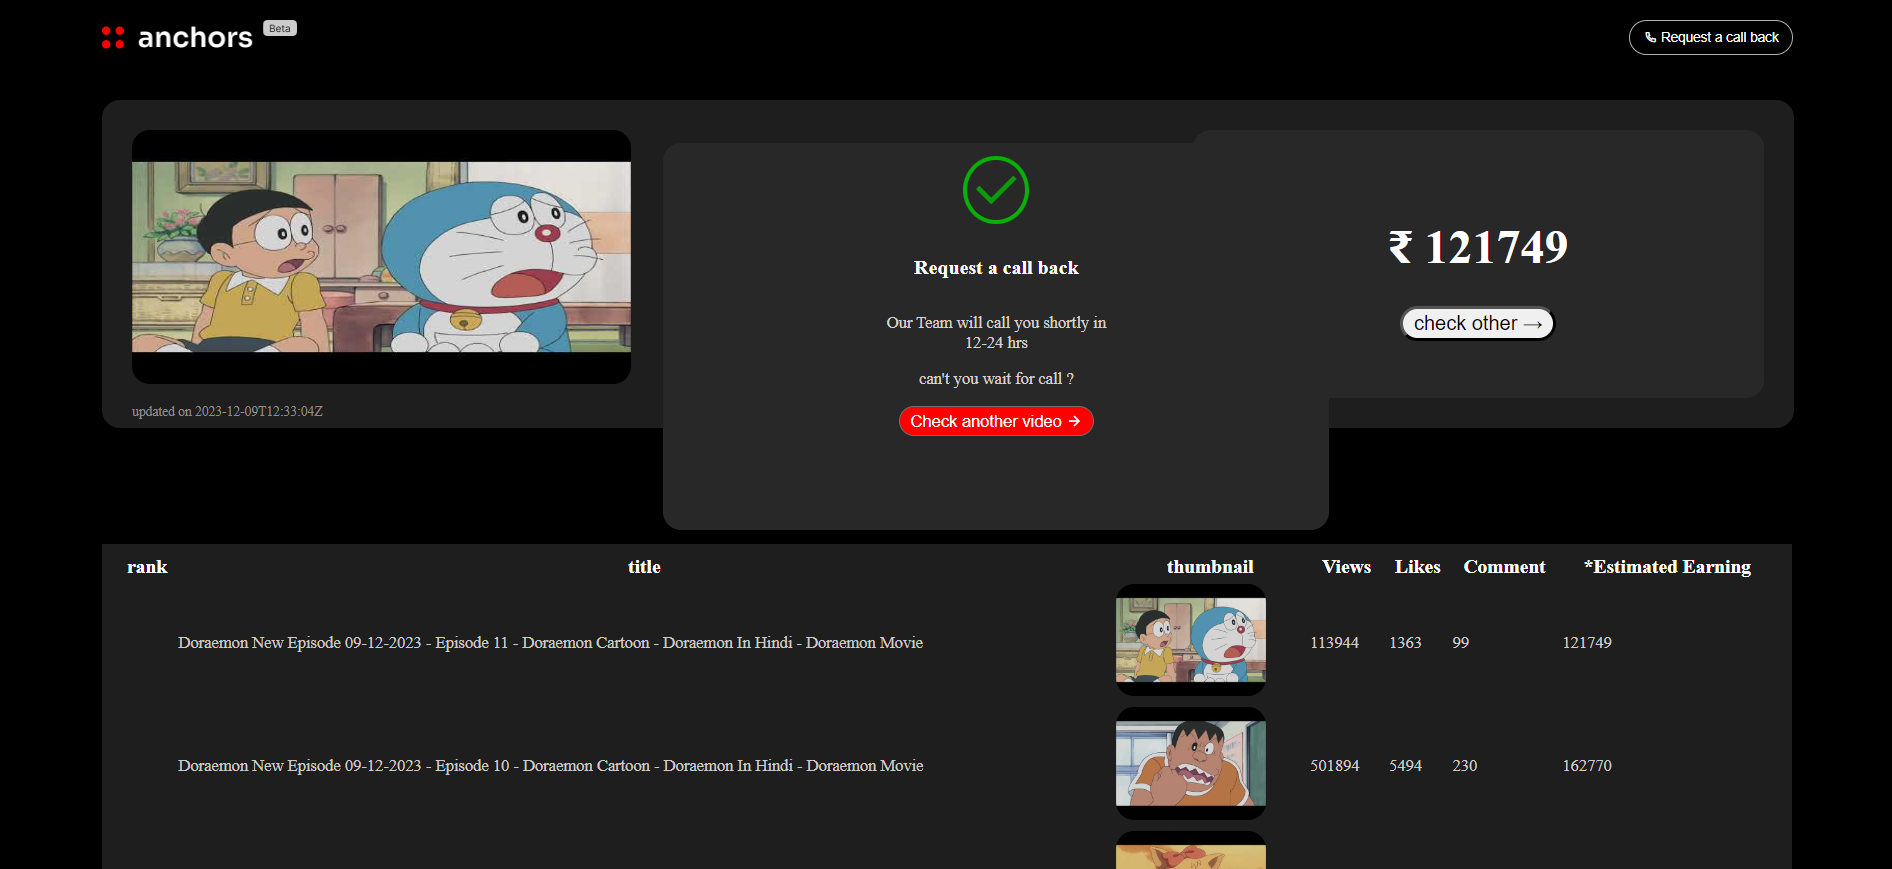 anchors Beta
Request a call back
Request a call back
Our Team will call you shortly in
12-24 hrs
can't you wait for call ?
Check another video →
₹ 121749
check other →
updated on 2023-12-09T12:33:04Z
rank title thumbnail Views Likes Comment *Estimated Earning
Doraemon New Episode 09-12-2023 - Episode 11 - Doraemon Cartoon - Doraemon In Hindi - Doraemon Movie 113944 1363 99 121749
Doraemon New Episode 09-12-2023 - Episode 10 - Doraemon Cartoon - Doraemon In Hindi - Doraemon Movie 501894 5494 230 162770